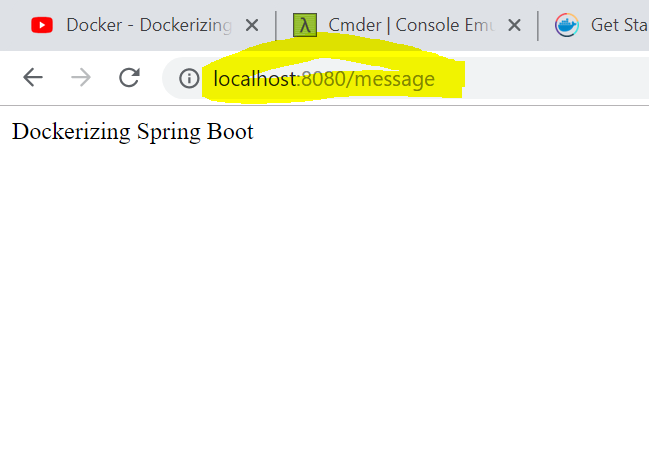 Docker - Dockerizing
Cmder | Console Emu
Get Sta
localhost:8080/message
Dockerizing Spring Boot